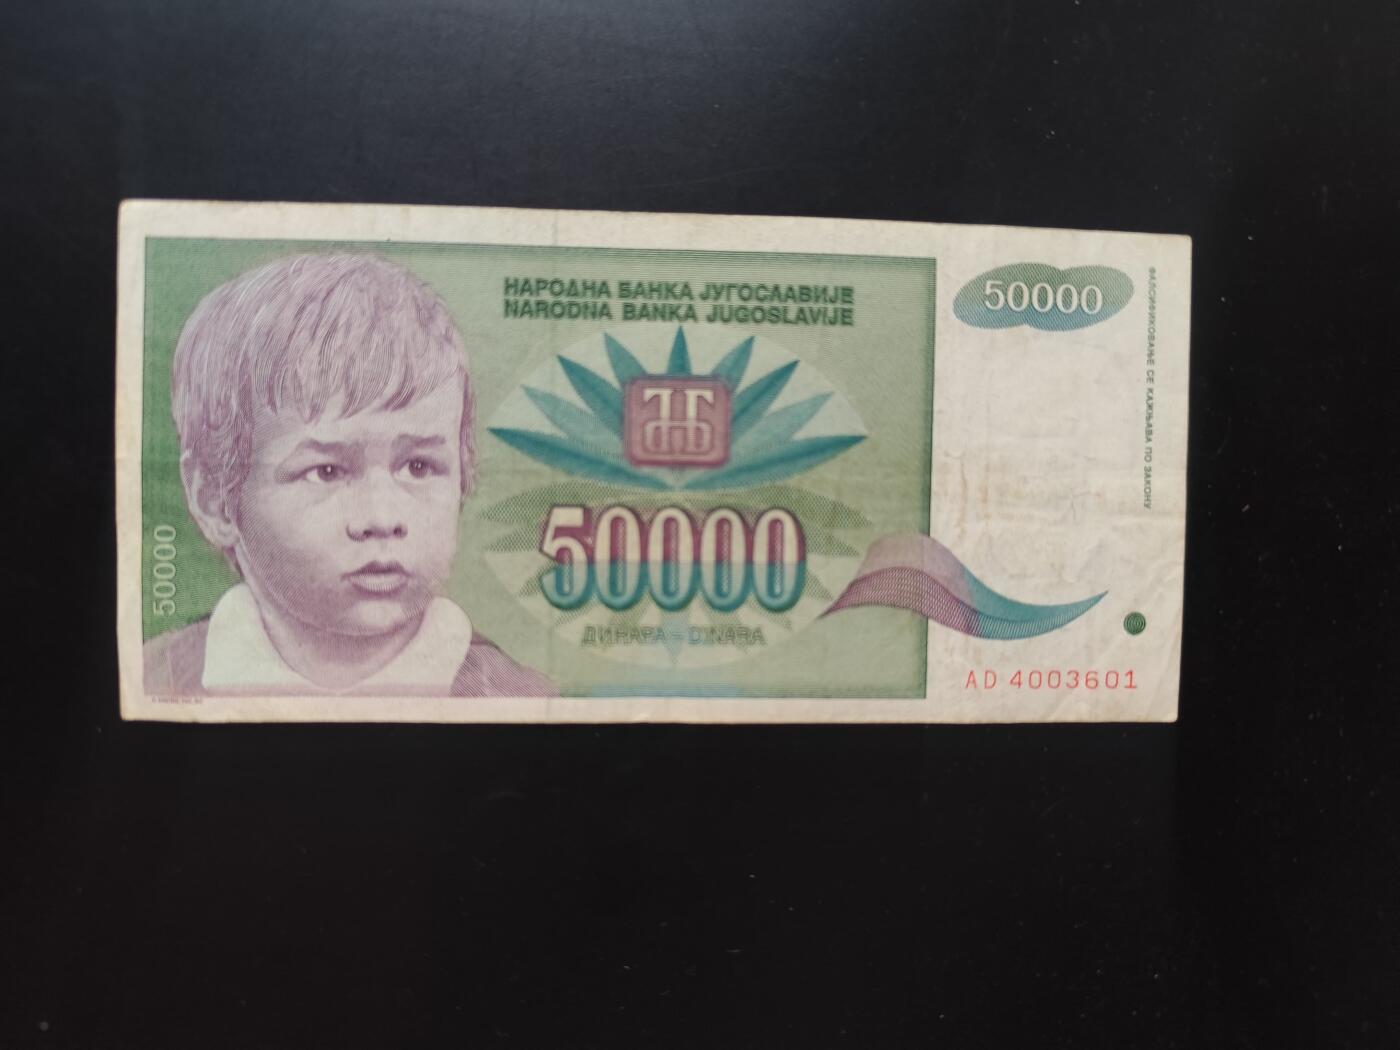 НАРОДНА БАНКА ЈУГОСЛАВИЈЕ
NARODNA BANKA JUGOSLAVIJE
50000
50000
ДИНАРА - DINARA
50000
ФАЛСИФИКОВАЊЕ СЕ КАЖЊАВА ПО ЗАКОНУ
AD 4003601